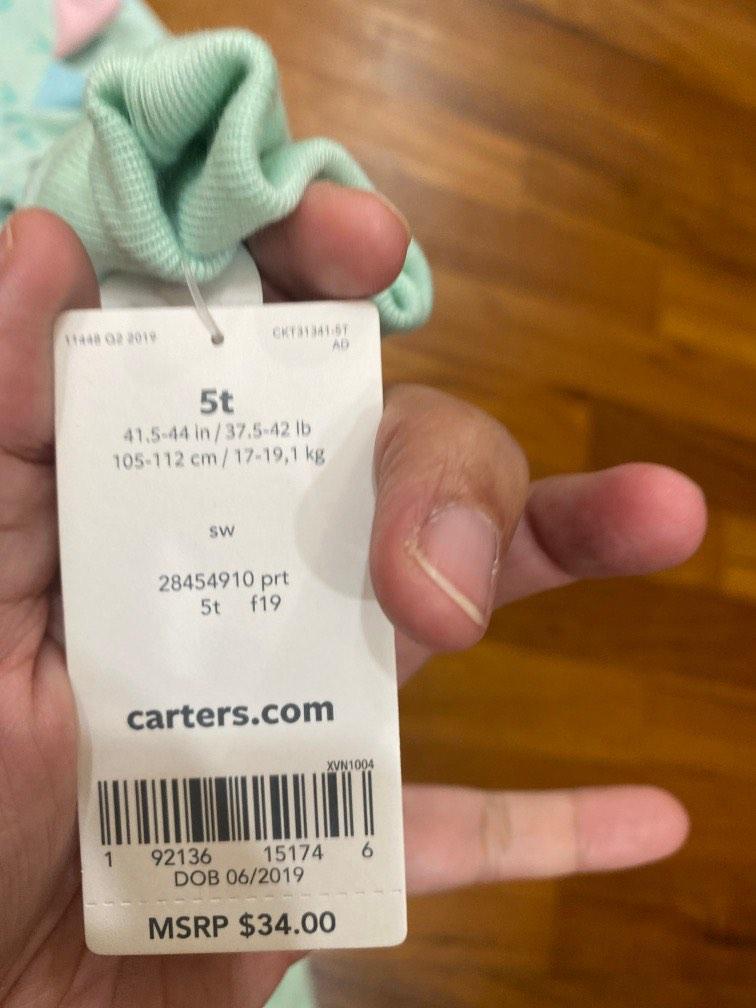 11448 Q2 2019
CKT31341-5T
AD
5t
41.5-44 in / 37.5-42 lb
105-112 cm / 17-19,1 kg
sw
28454910 prt
5t f19
carters.com
XVN1004
1 92136 15174 6
DOB 06/2019
MSRP $34.00